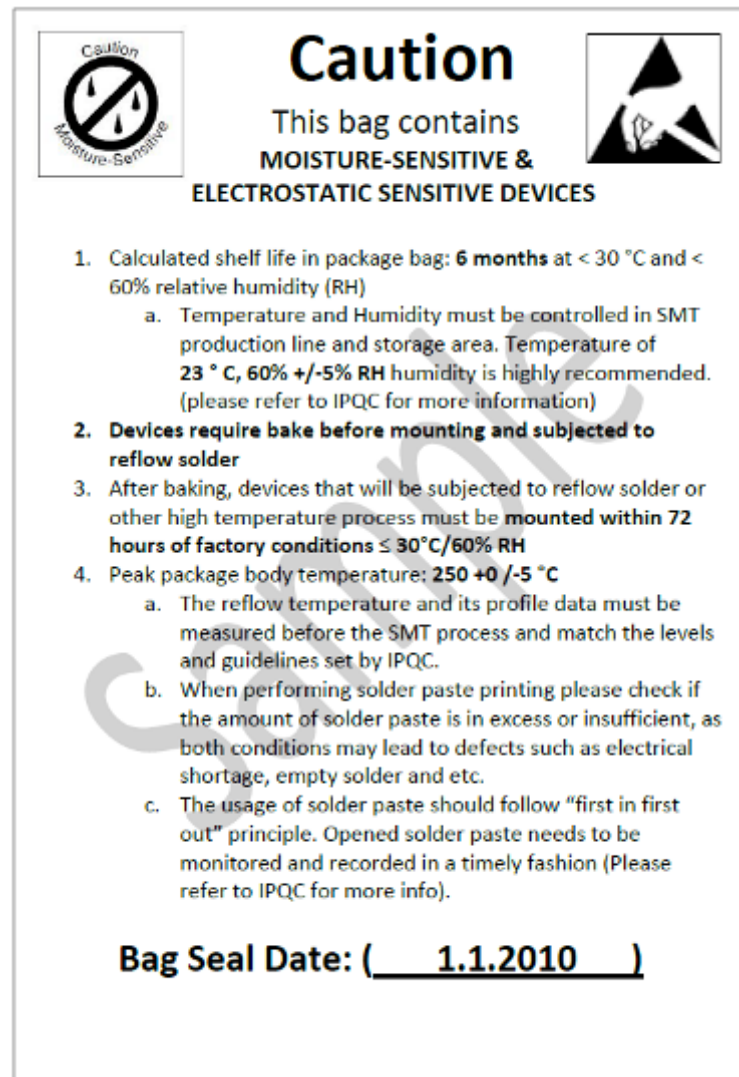 Caution
Moisture-Sensitive
Caution
This bag contains
MOISTURE-SENSITIVE &
ELECTROSTATIC SENSITIVE DEVICES
1. Calculated shelf life in package bag: 6 months at < 30 °C and <
60% relative humidity (RH)
a. Temperature and Humidity must be controlled in SMT
production line and storage area. Temperature of
23 ° C, 60% +/-5% RH humidity is highly recommended.
(please refer to IPQC for more information)
2. Devices require bake before mounting and subjected to
reflow solder
3. After baking, devices that will be subjected to reflow solder or
other high temperature process must be mounted within 72
hours of factory conditions ≤ 30°C/60% RH
4. Peak package body temperature: 250 +0 /-5 °C
a. The reflow temperature and its profile data must be
measured before the SMT process and match the levels
and guidelines set by IPQC.
b. When performing solder paste printing please check if
the amount of solder paste is in excess or insufficient, as
both conditions may lead to defects such as electrical
shortage, empty solder and etc.
c. The usage of solder paste should follow “first in first
out” principle. Opened solder paste needs to be
monitored and recorded in a timely fashion (Please
refer to IPQC for more info).
Bag Seal Date: ( 1.1.2010 )
Sample